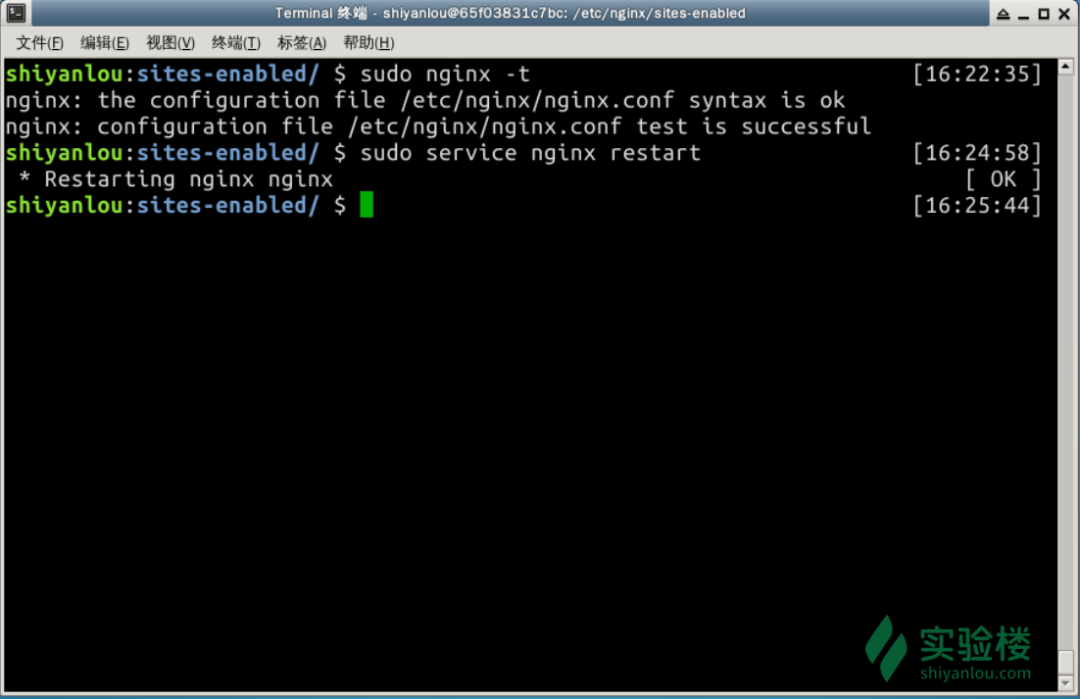 Terminal 终端 - shiyanlou@65f03831c7bc: /etc/nginx/sites-enabled
文件(F) 编辑(E) 视图(V) 终端(T) 标签(A) 帮助(H)
shiyanlou:sites-enabled/ $ sudo nginx -t [16:22:35]
nginx: the configuration file /etc/nginx/nginx.conf syntax is ok
nginx: configuration file /etc/nginx/nginx.conf test is successful
shiyanlou:sites-enabled/ $ sudo service nginx restart [16:24:58]
* Restarting nginx nginx [ OK ]
shiyanlou:sites-enabled/ $ [16:25:44]
实验楼
shiyanlou.com